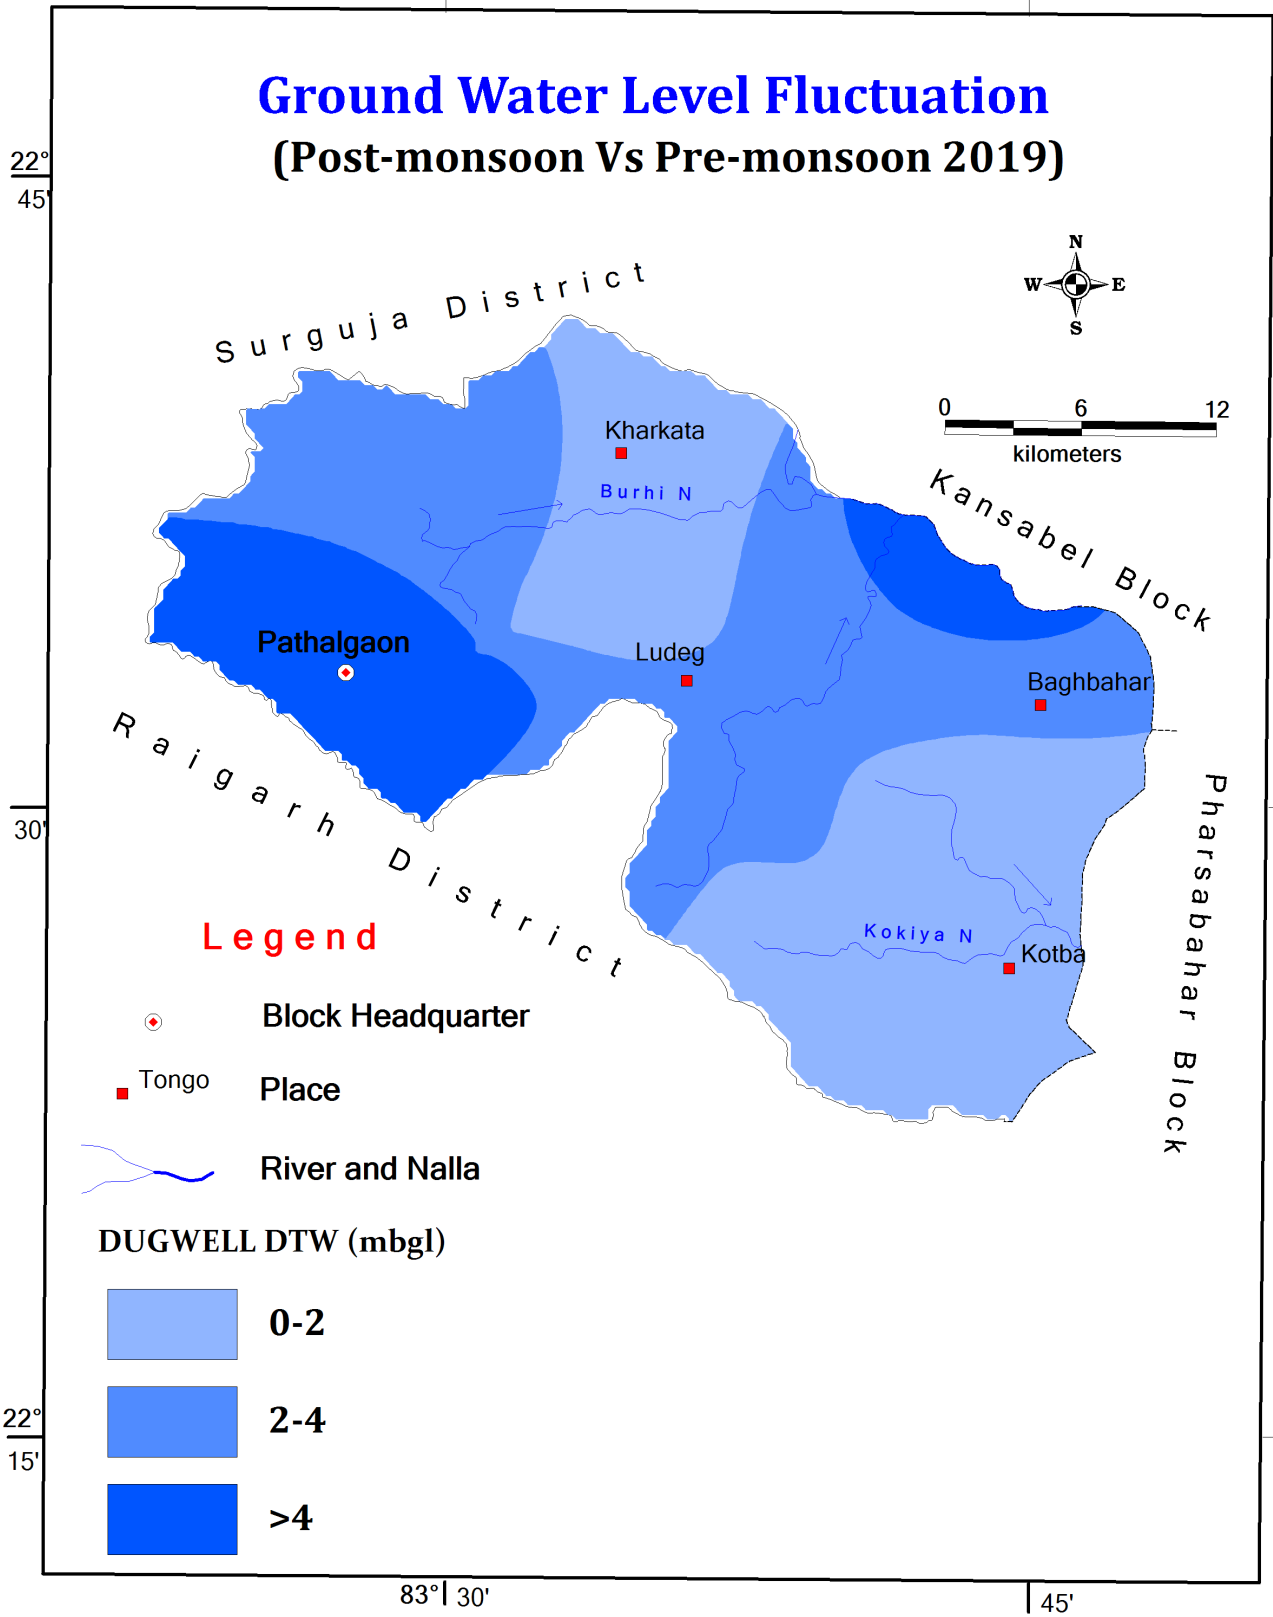 Ground Water Level Fluctuation
(Post-monsoon Vs Pre-monsoon 2019)
22°
45'
N
W E
S
Surguja District
0 6 12
kilometers
Kharkata
Burhi N
Kansabel Block
Pathalgaon
Ludeg
Baghbahar
Raigarh District
Pharsabahar Block
30'
Kokiya N
Kotba
Legend
Block Headquarter
Tongo
Place
River and Nalla
DUGWELL DTW (mbgl)
0-2
2-4
>4
22°
15'
83° 30'
45'